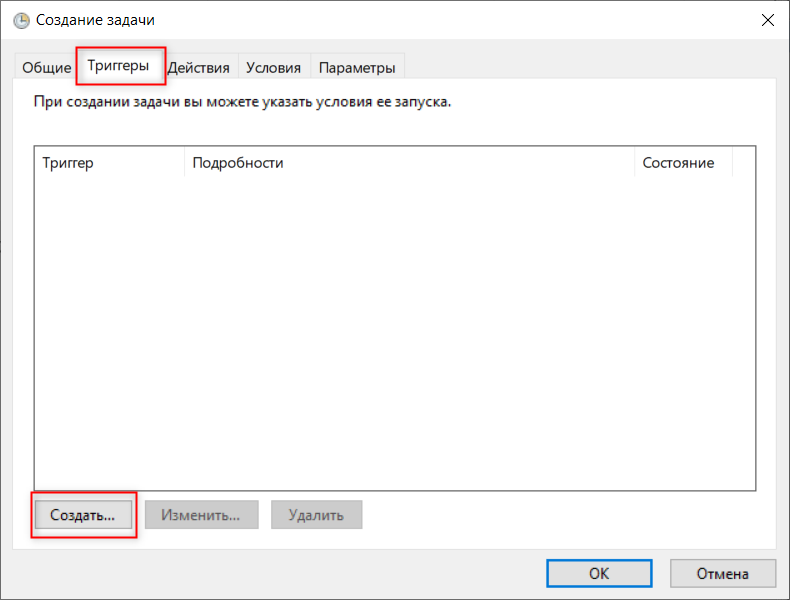 Создание задачи
Общие Триггеры Действия Условия Параметры
При создании задачи вы можете указать условия ее запуска.
Триггер Подробности Состояние
Создать... Изменить... Удалить
ОК Отмена